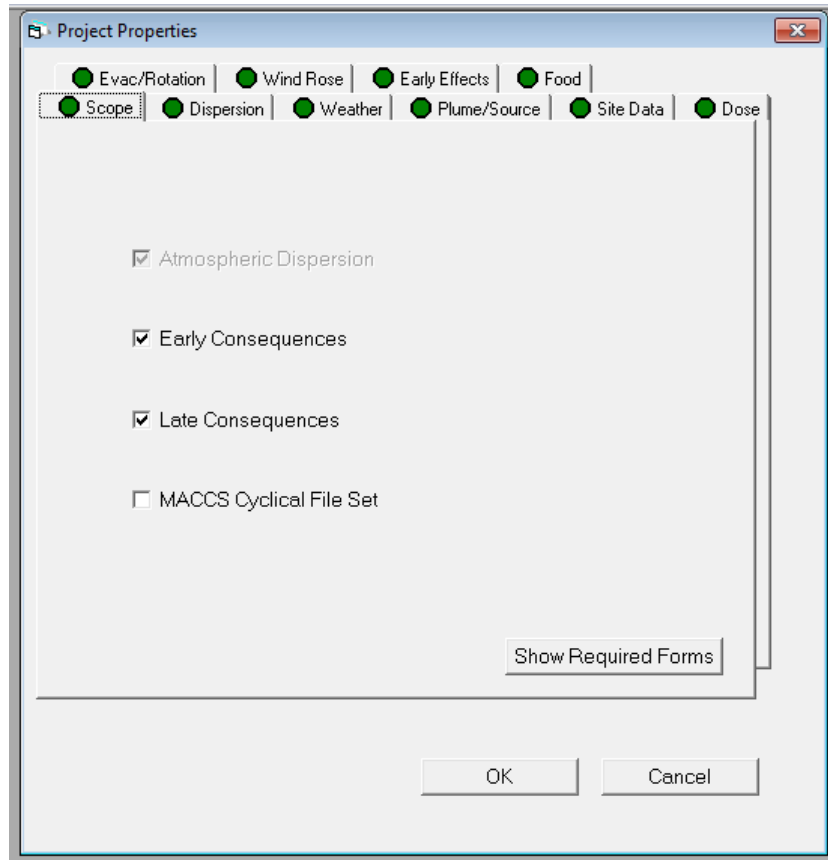 Project Properties
Evac/Rotation Wind Rose Early Effects Food
Scope Dispersion Weather Plume/Source Site Data Dose
Atmospheric Dispersion
Early Consequences
Late Consequences
MACCS Cyclical File Set
Show Required Forms
OK Cancel